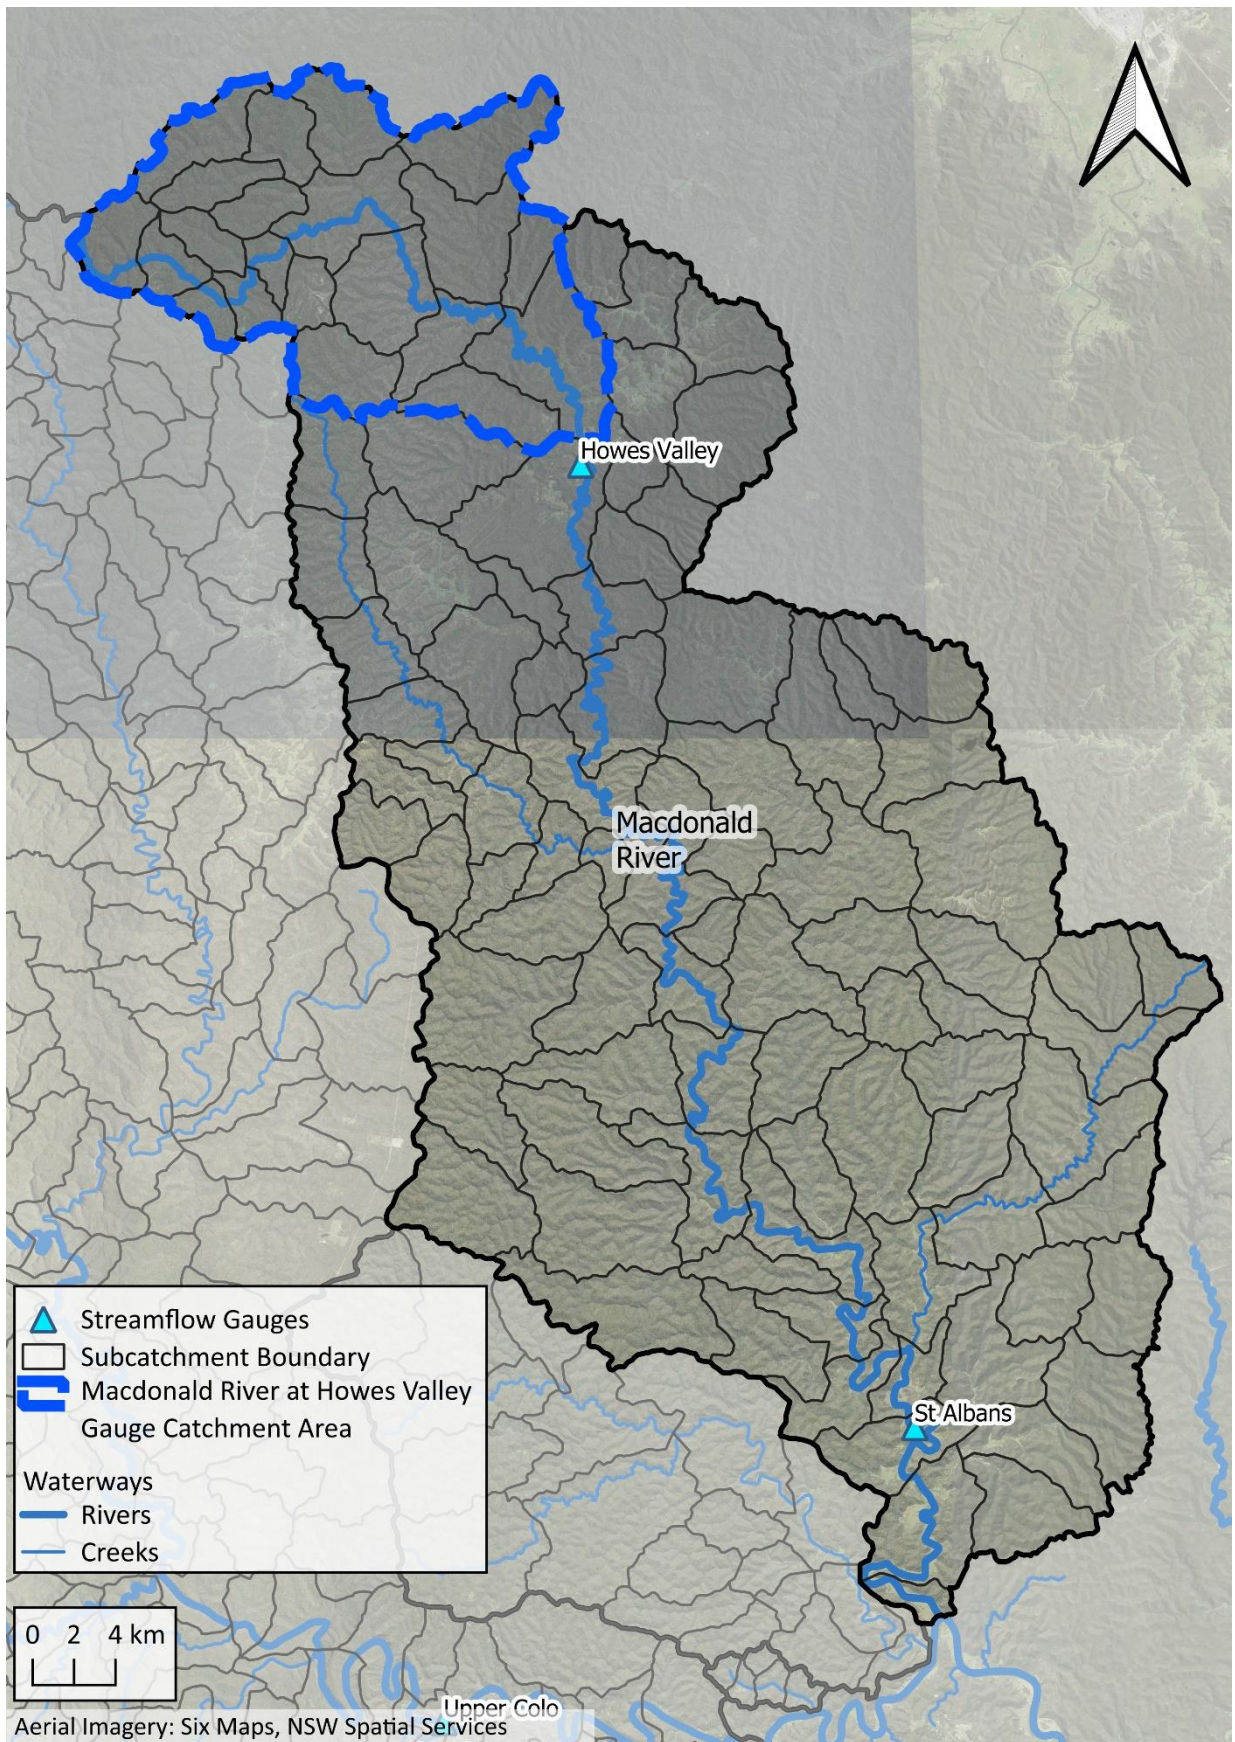 Howes Valley
Macdonald
River
Streamflow Gauges
Subcatchment Boundary
Macdonald River at Howes Valley
Gauge Catchment Area
St Albans
Waterways
Rivers
Creeks
0 2 4 km
Upper Colo
Aerial Imagery: Six Maps, NSW Spatial Services